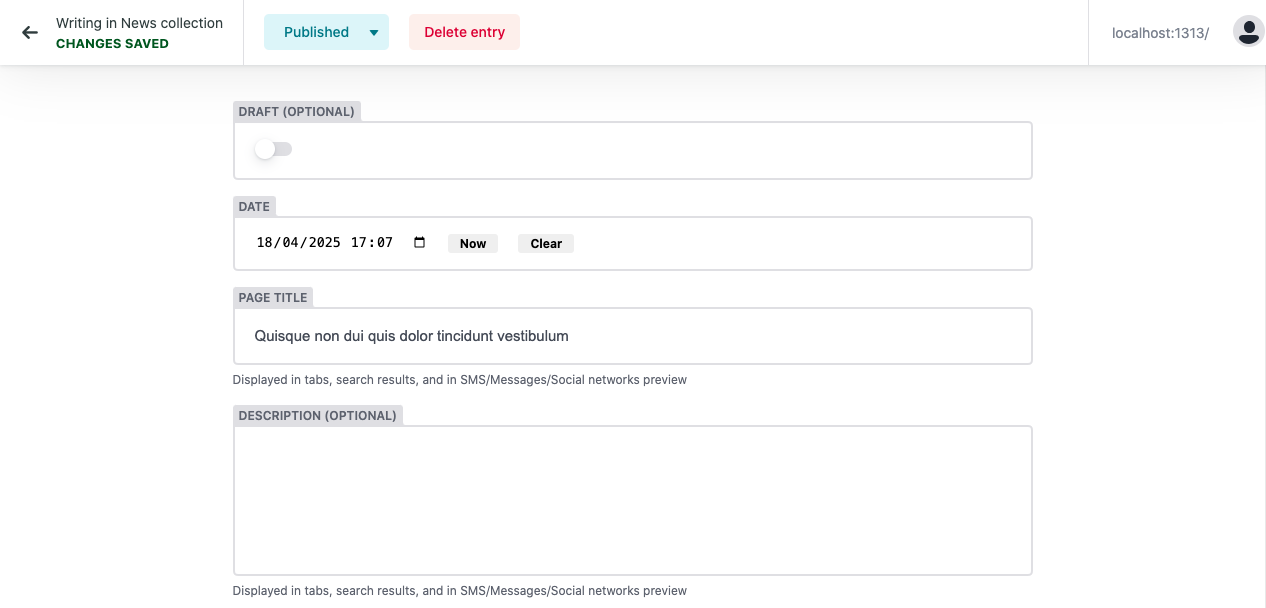 Writing in News collection
CHANGES SAVED
Published
Delete entry
localhost:1313/
DRAFT (OPTIONAL)
DATE
18/04/2025 17:07
Now
Clear
PAGE TITLE
Quisque non dui quis dolor tincidunt vestibulum
Displayed in tabs, search results, and in SMS/Messages/Social networks preview
DESCRIPTION (OPTIONAL)
Displayed in tabs, search results, and in SMS/Messages/Social networks preview